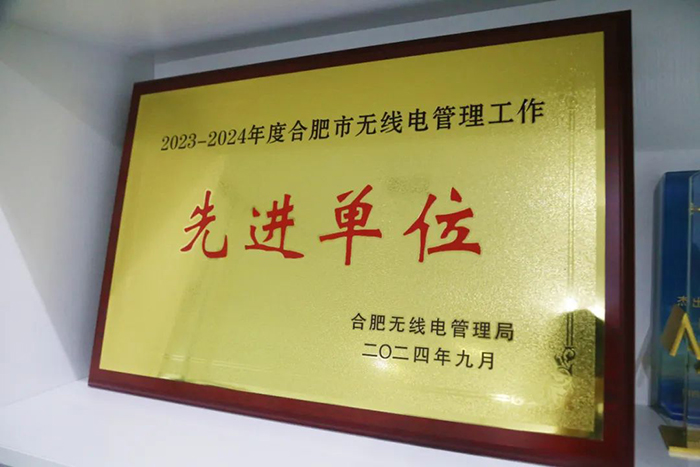 2023-2024年度合肥市无线电管理工作
先进单位
合肥无线电管理局
二〇二四年九月